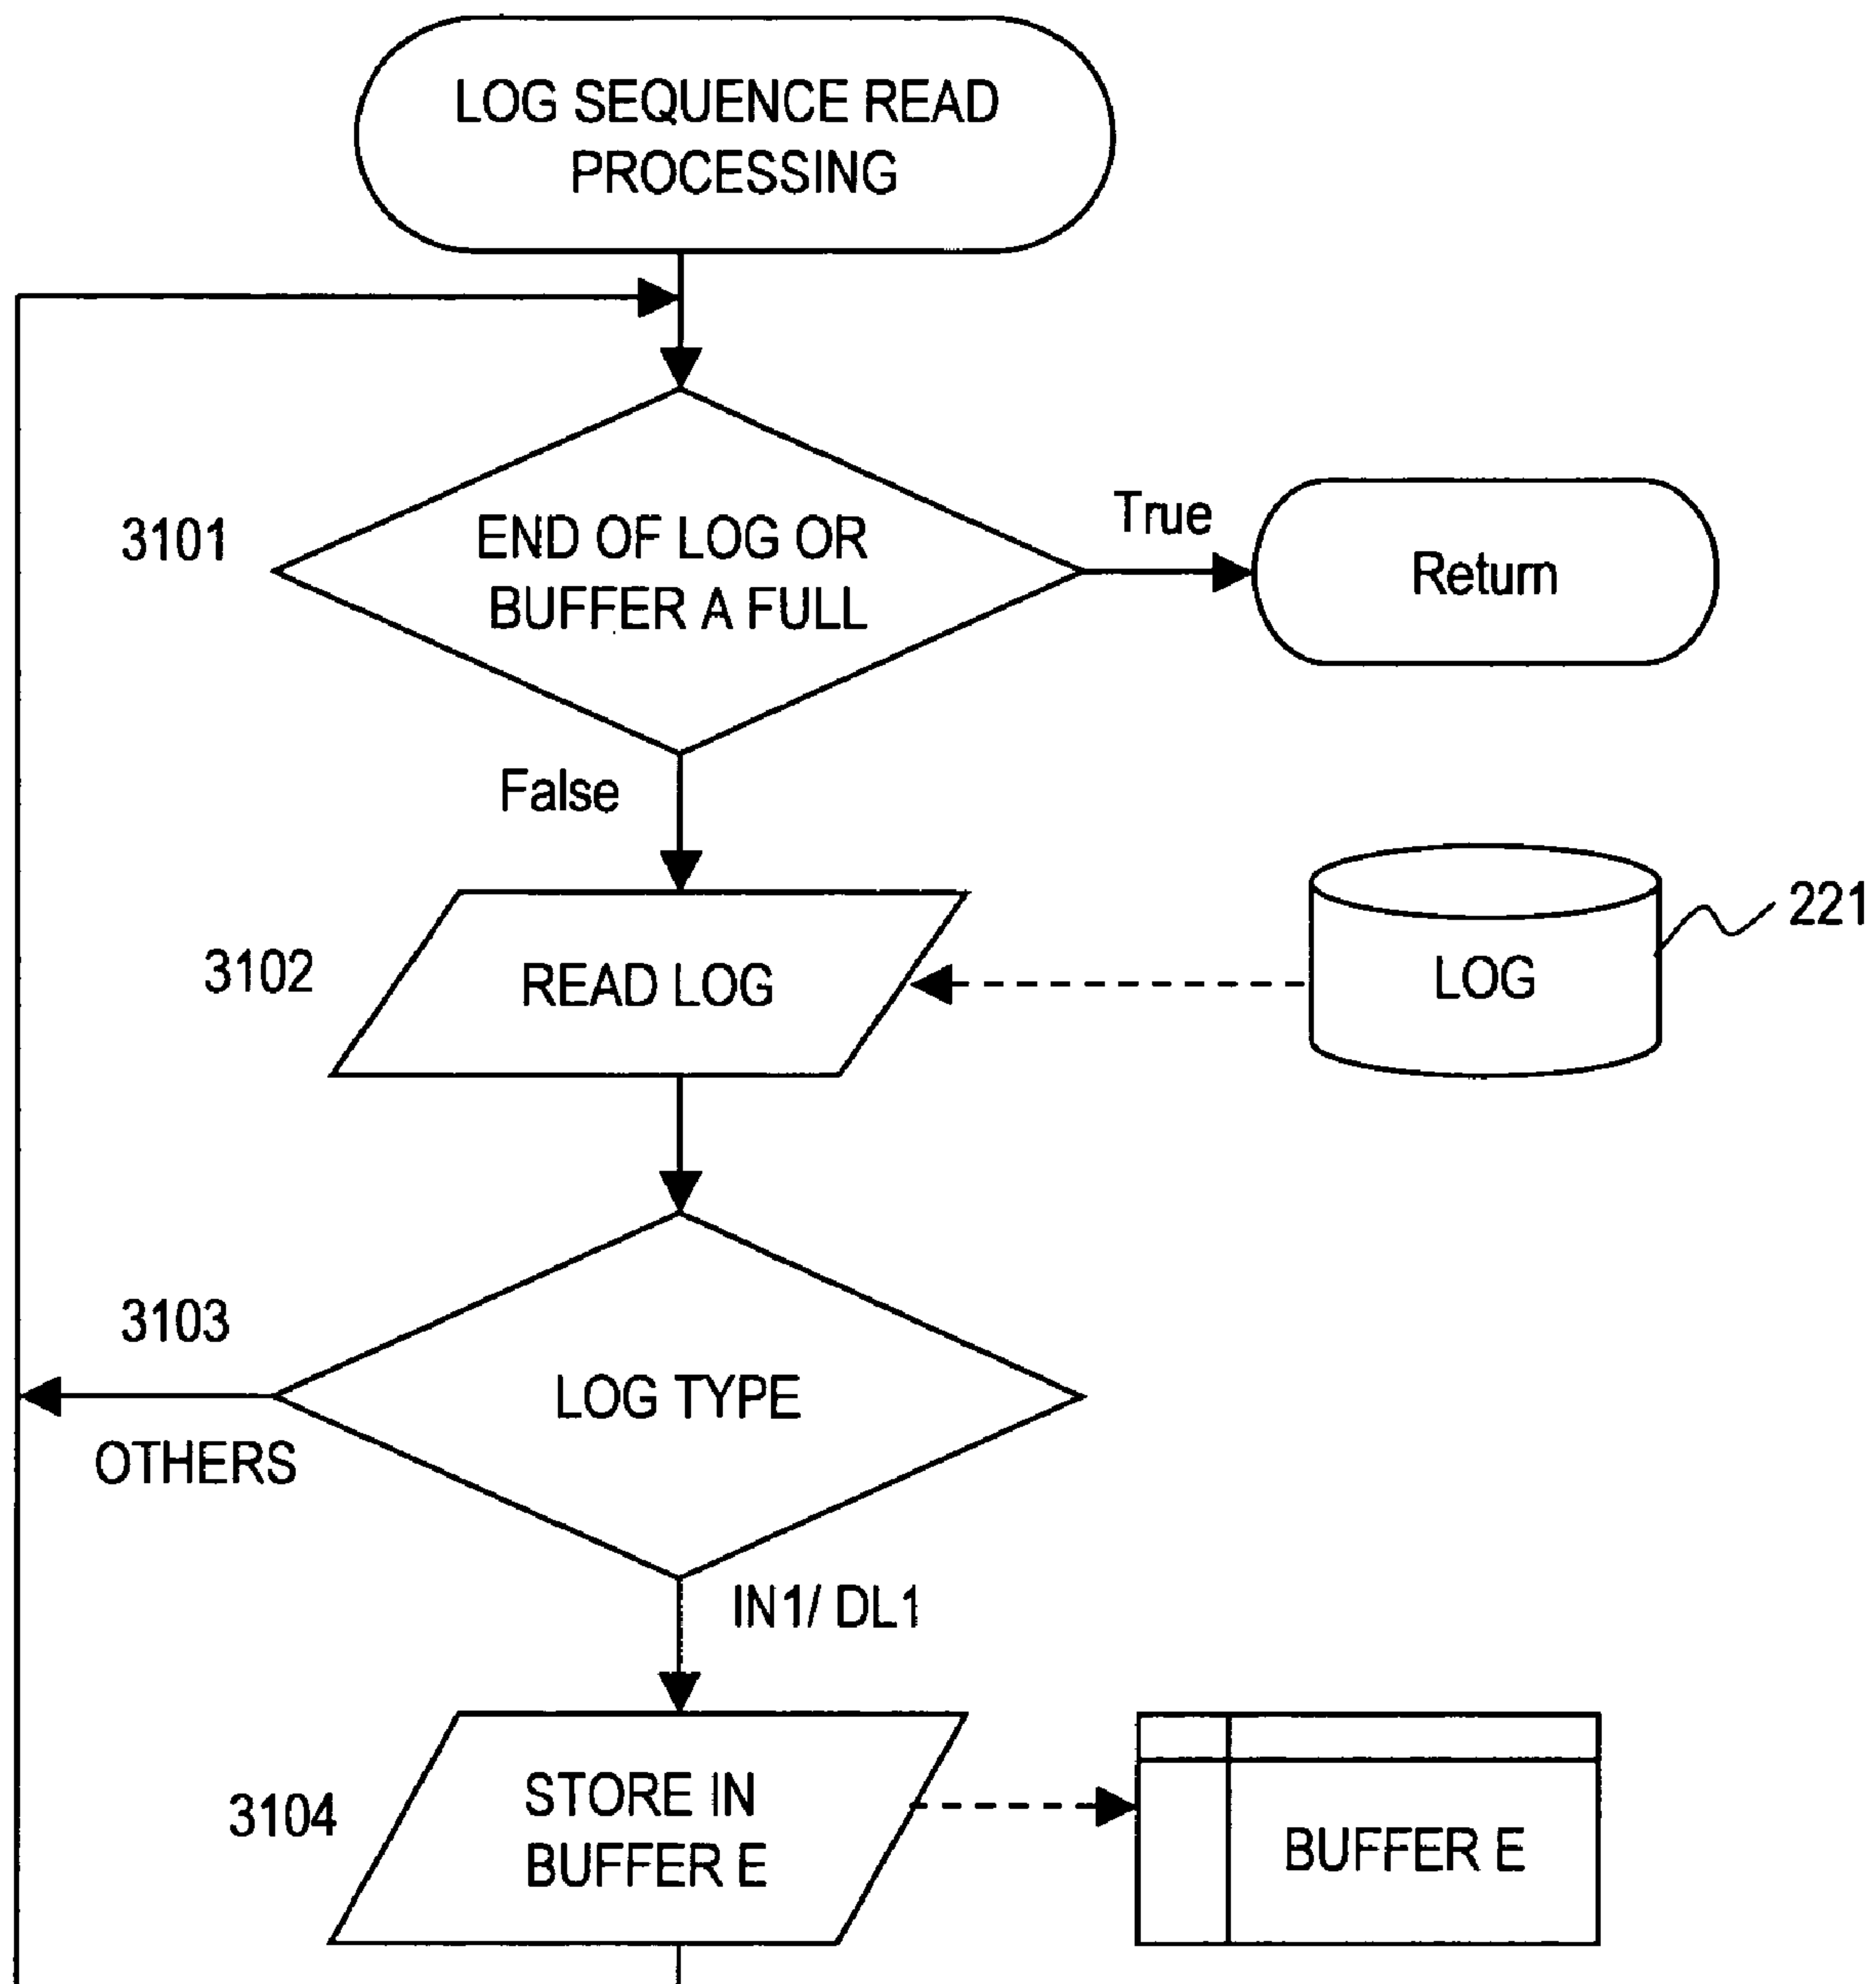 LOG SEQUENCE READ
PROCESSING
3101
END OF LOG OR
BUFFER A FULL
True
Return
False
3102
READ LOG
LOG
221
3103
LOG TYPE
OTHERS
IN1/ DL1
3104
STORE IN
BUFFER E
BUFFER E